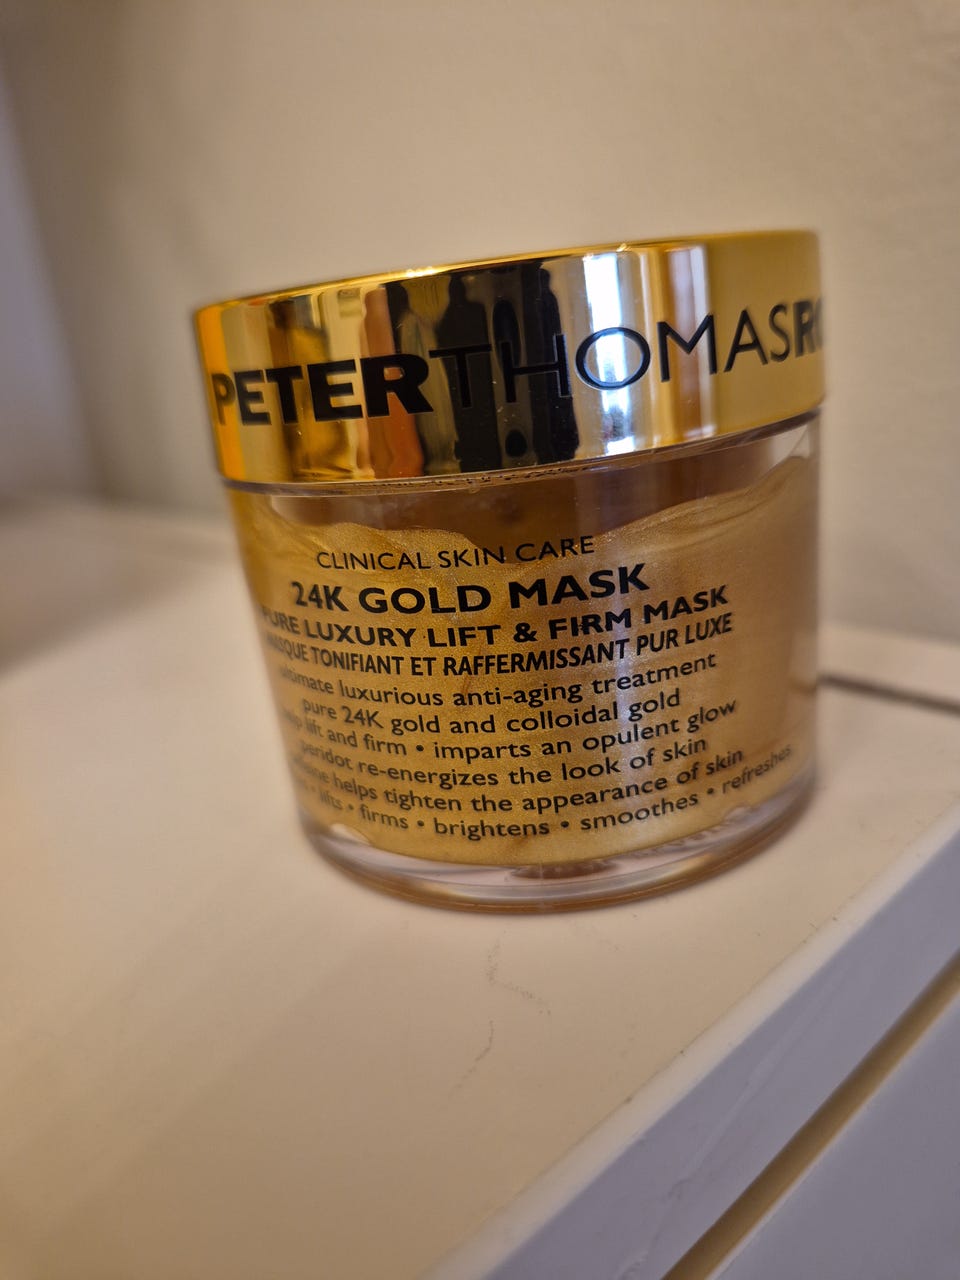 PETERTHOMASRO
CLINICAL SKIN CARE
24K GOLD MASK
PURE LUXURY LIFT & FIRM MASK
MASQUE TONIFIANT ET RAFFERMISSANT PUR LUXE
ultimate luxurious anti-aging treatment
pure 24K gold and colloidal gold
help lift and firm • imparts an opulent glow
peridot re-energizes the look of skin
helps tighten the appearance of skin
• lifts • firms • brightens • smoothes • refreshes